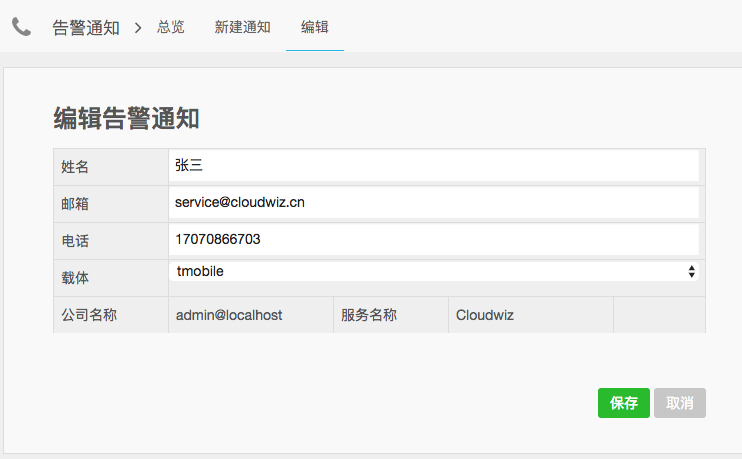 告警通知 > 总览 新建通知 编辑
编辑告警通知
姓名 张三
邮箱 service@cloudwiz.cn
电话 17070866703
载体 tmobile
公司名称 admin@localhost 服务名称 Cloudwiz
保存 取消